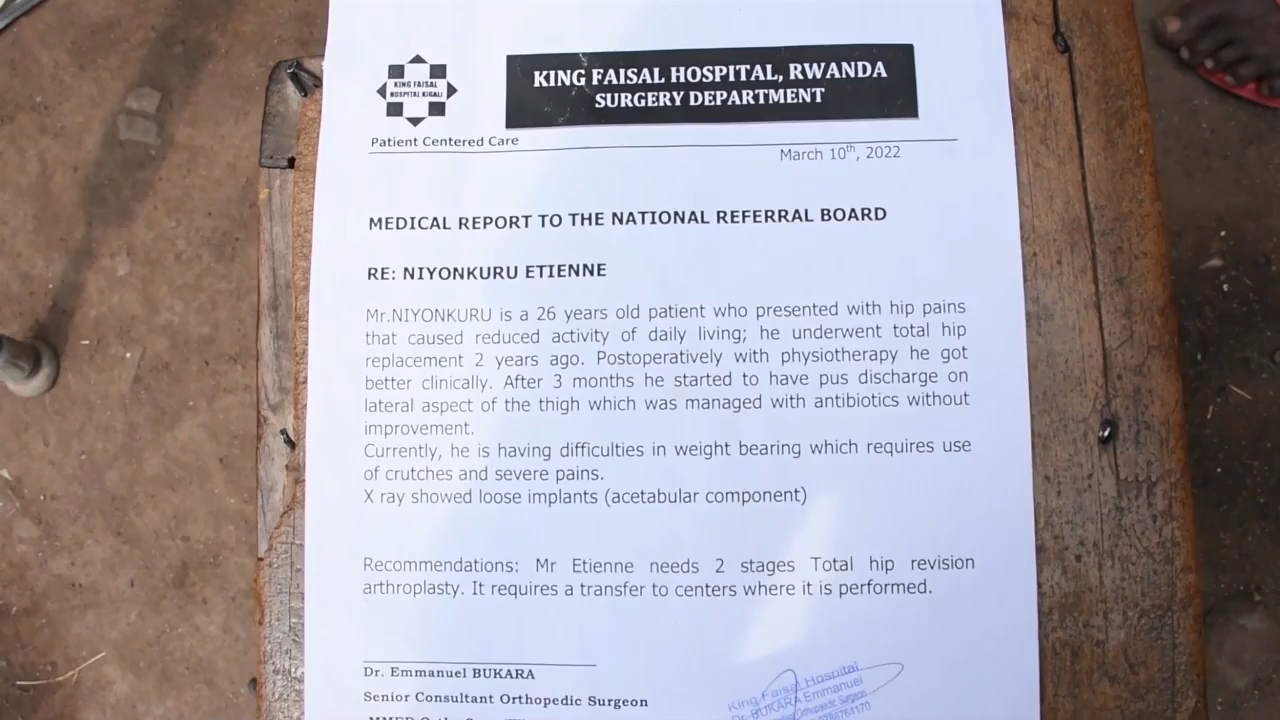 KING FAISAL
HOSPITAL KIGALI
KING FAISAL HOSPITAL, RWANDA
SURGERY DEPARTMENT
Patient Centered Care
March 10th, 2022
MEDICAL REPORT TO THE NATIONAL REFERRAL BOARD
RE: NIYONKURU ETIENNE
Mr.NIYONKURU is a 26 years old patient who presented with hip pains
that caused reduced activity of daily living; he underwent total hip
replacement 2 years ago. Postoperatively with physiotherapy he got
better clinically. After 3 months he started to have pus discharge on
lateral aspect of the thigh which was managed with antibiotics without
improvement.
Currently, he is having difficulties in weight bearing which requires use
of crutches and severe pains.
X ray showed loose implants (acetabular component)
Recommendations: Mr Etienne needs 2 stages Total hip revision
arthroplasty. It requires a transfer to centers where it is performed.
Dr. Emmanuel BUKARA
Senior Consultant Orthopedic Surgeon
King Faisal Hospital
Dr. BUKARA Emmanuel
Orthopaedic Surgeon